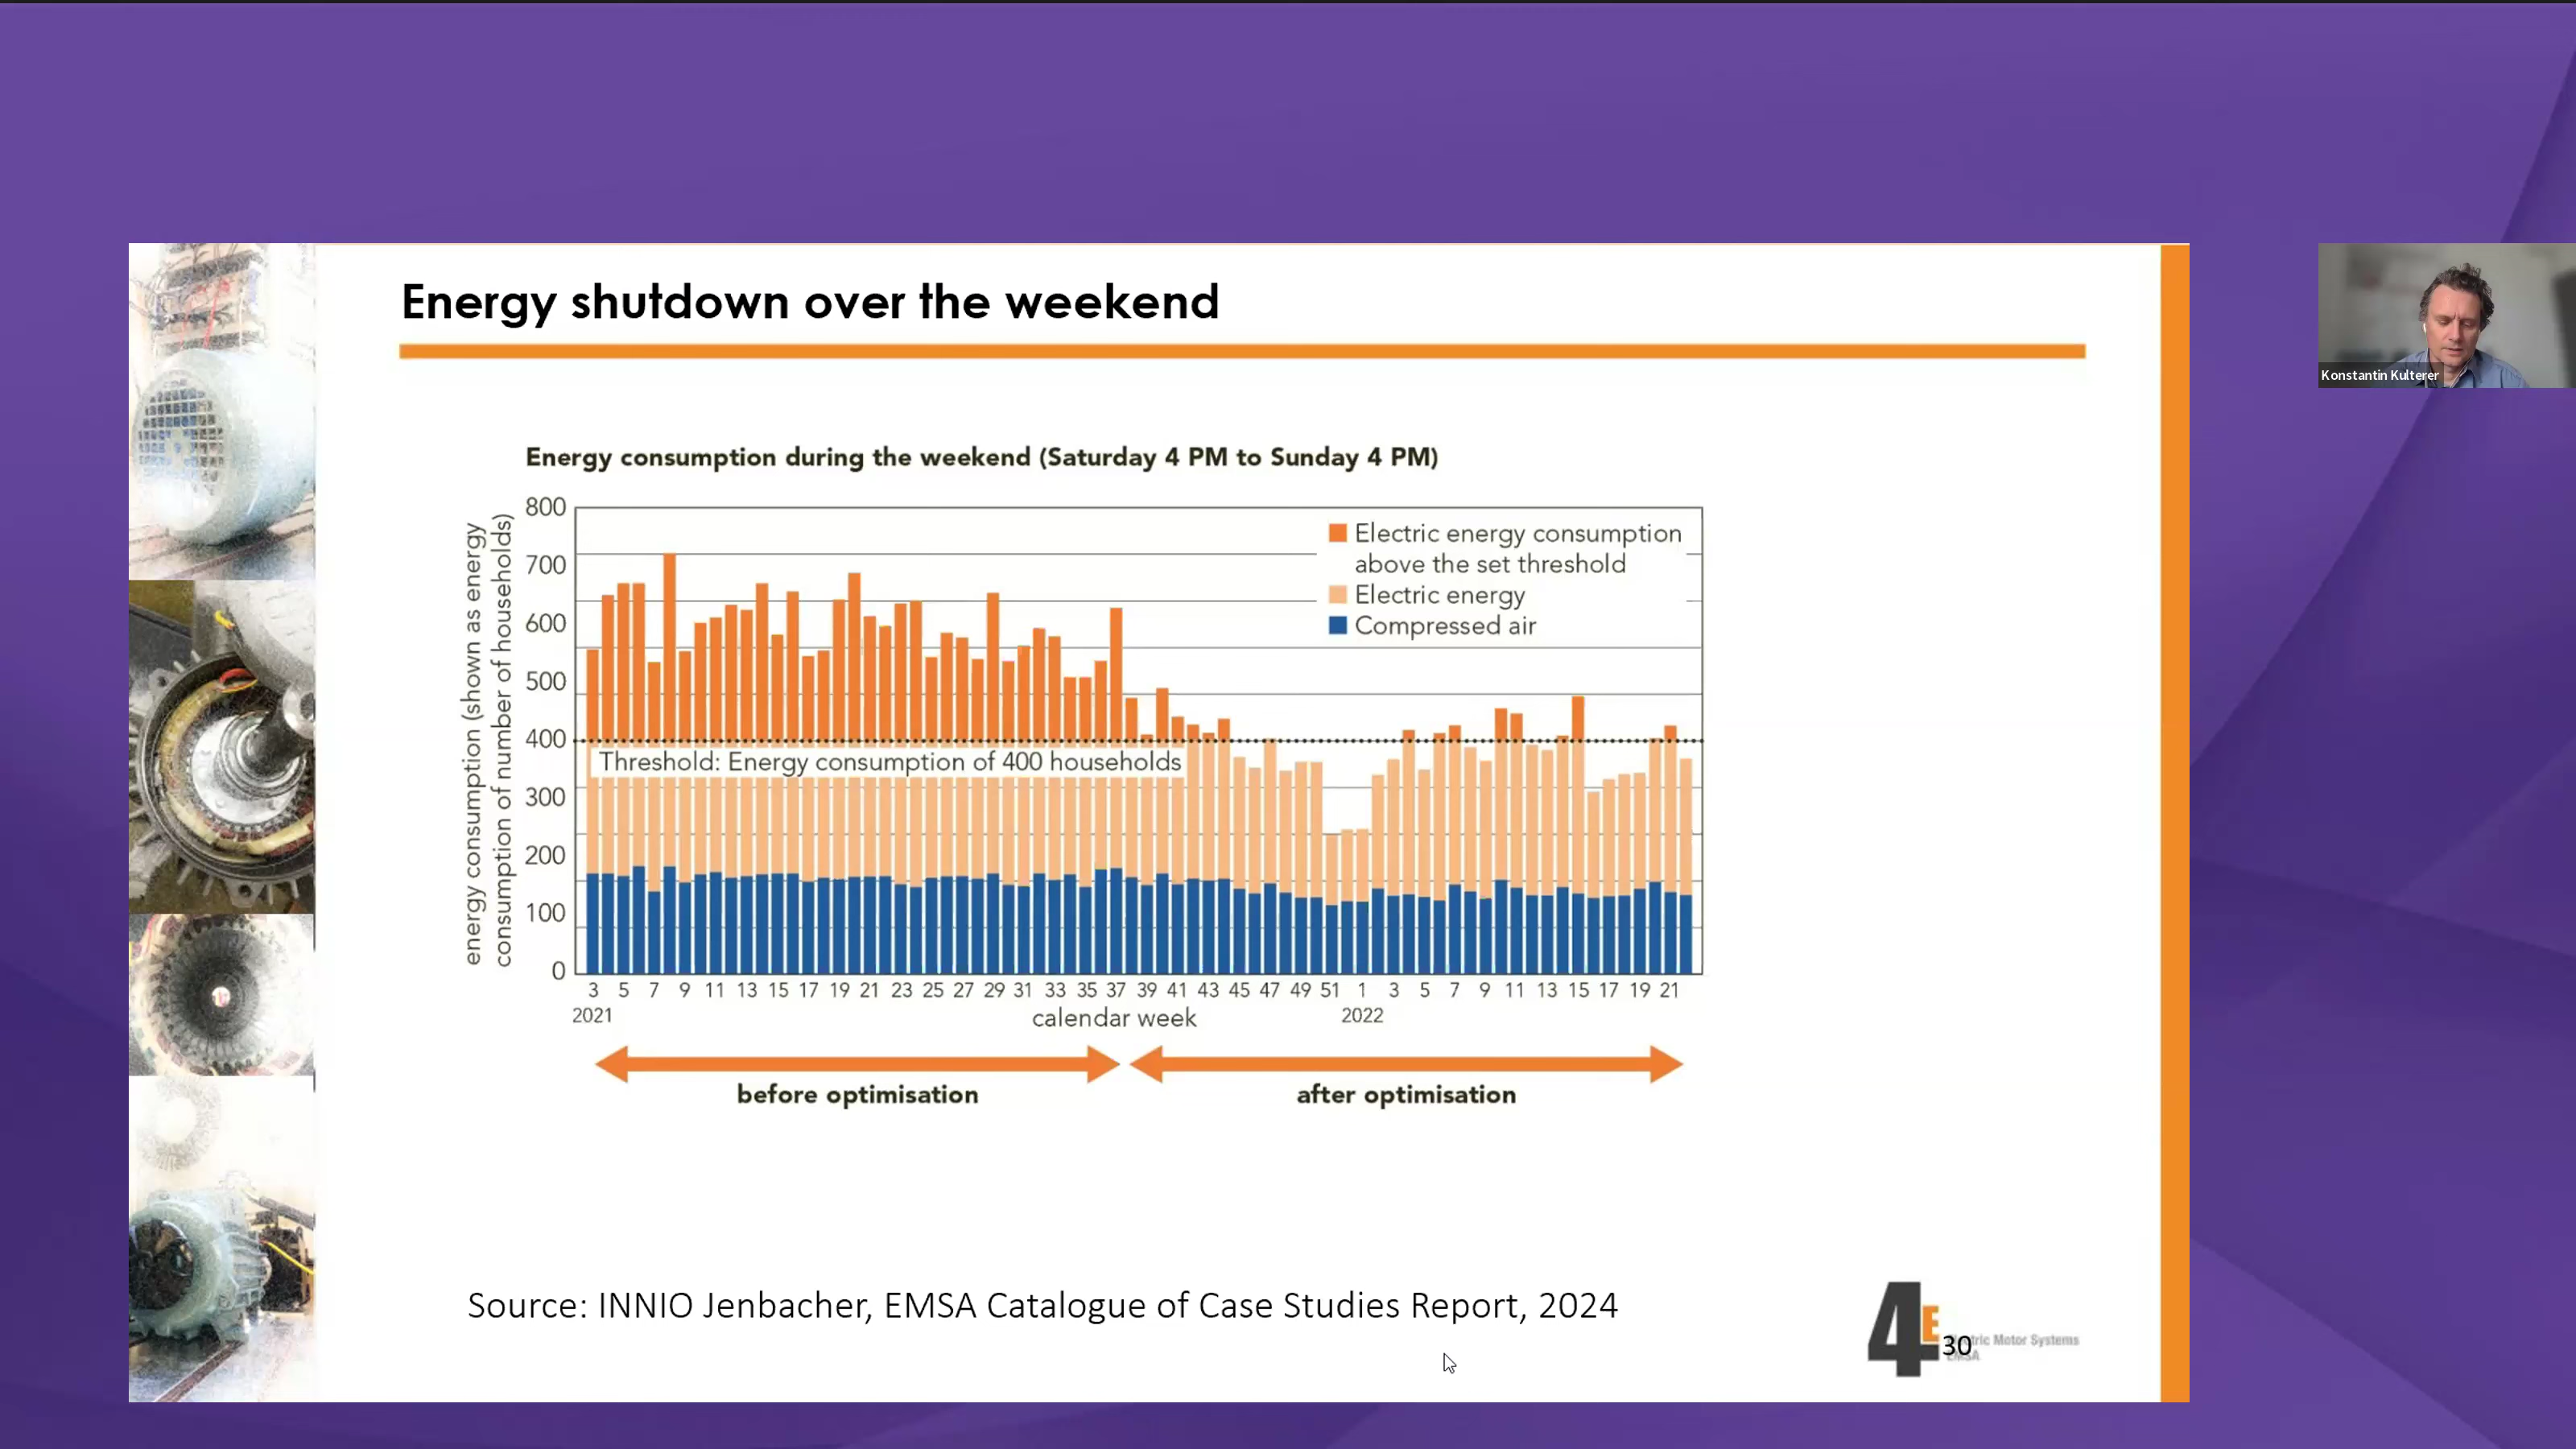 Energy shutdown over the weekend
Konstantin Kulterer
Energy consumption during the weekend (Saturday 4 PM to Sunday 4 PM)
energy consumption (shown as energy
consumption of number of households)
800
700
600
500
400
300
200
100
0
Electric energy consumption
above the set threshold
Electric energy
Compressed air
Threshold: Energy consumption of 400 households
3 5 7 9 11 13 15 17 19 21 23 25 27 29 31 33 35 37 39 41 43 45 47 49 51 1 3 5 7 9 11 13 15 17 19 21
2021 2022
calendar week
before optimisation after optimisation
Source: INNIO Jenbacher, EMSA Catalogue of Case Studies Report, 2024
4E
30
Motor Systems